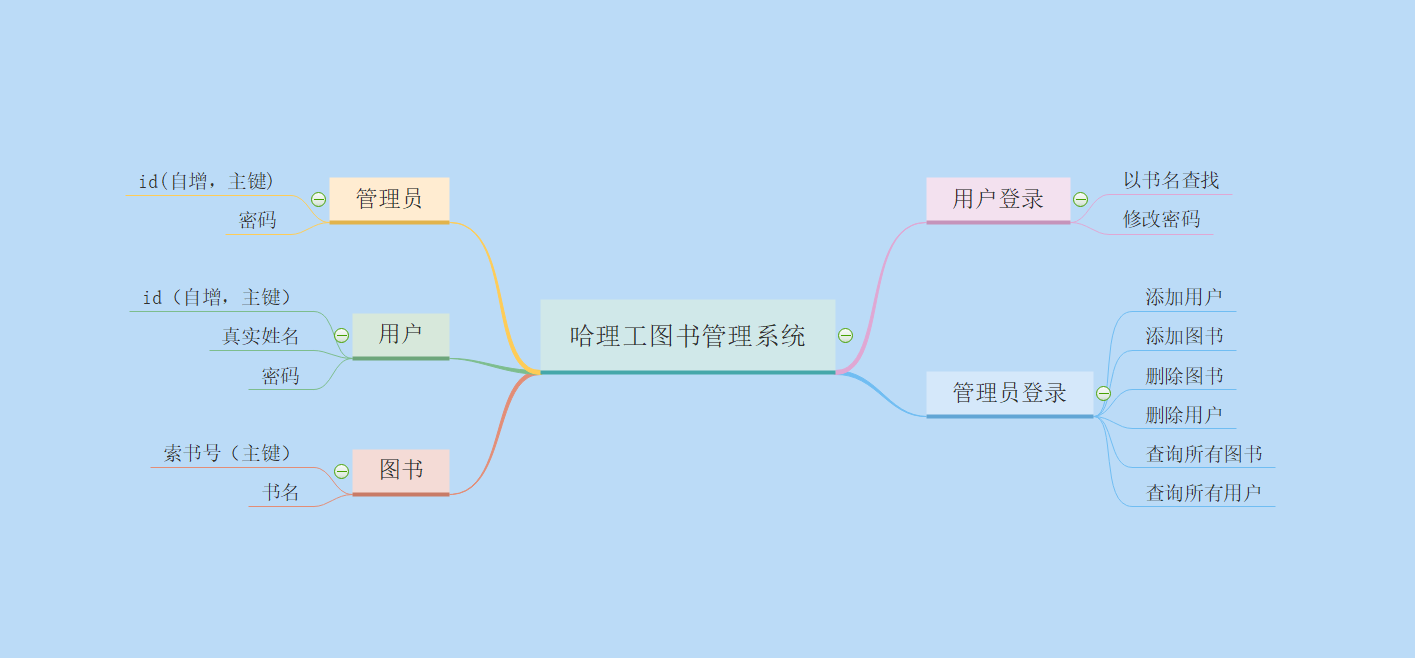 哈理工图书管理系统
管理员
id(自增，主键)
密码
用户
id（自增，主键）
真实姓名
密码
图书
索书号（主键）
书名
用户登录
以书名查找
修改密码
管理员登录
添加用户
添加图书
删除图书
删除用户
查询所有图书
查询所有用户